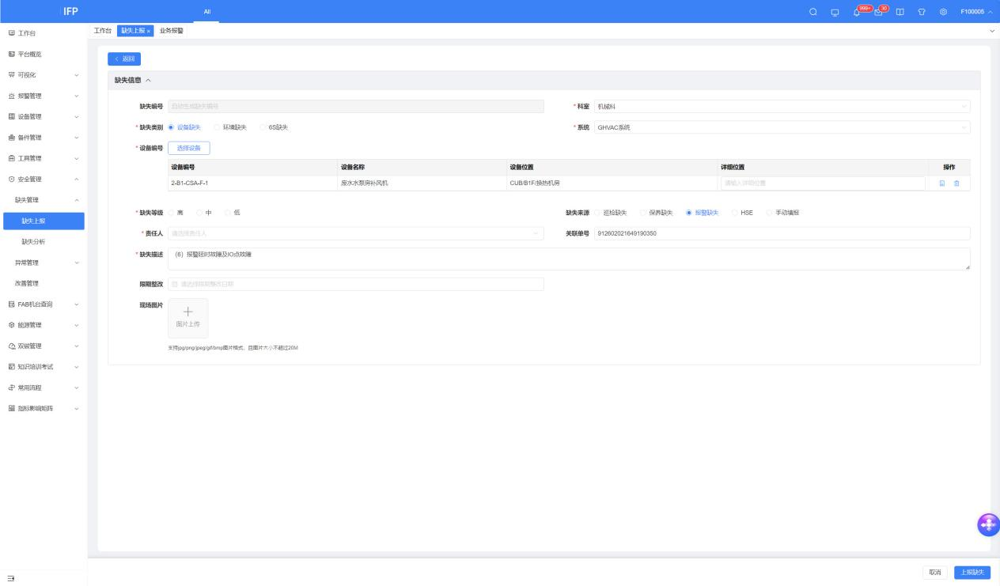 IFP All 999+ 30 F100005
工作台 缺失上报 × 业务报警
工作台
平台概览
可视化
报警管理
设备管理
备件管理
工具管理
安全管理
缺失管理
缺失上报
缺失分析
异常管理
改善管理
FAB机台查询
能源管理
双碳管理
知识培训考试
常用流程
指标影响矩阵
返回
缺失信息
缺失编号 自动生成缺失编号 * 科室 机械科
* 缺失类别 设备缺失 环境缺失 6S缺失 * 系统 GHVAC系统
* 设备编号 选择设备
设备编号 设备名称 设备位置 详细位置 操作
2-B1-CSA-F-1 废水水泵房补风机 CUB/B1F/换热机房 请输入详细位置
* 缺失等级 高 中 低 缺失来源 巡检缺失 保养缺失 报警缺失 HSE 手动填报
* 责任人 请选择责任人 关联单号 912602021649190350
* 缺失描述 （6）报警延时故障及IO点故障
限期整改 请选择限期整改日期
现场图片
图片上传
支持jpg/png/jpeg/gif/bmp图片格式，且图片大小不超过20M
取消 上报缺失